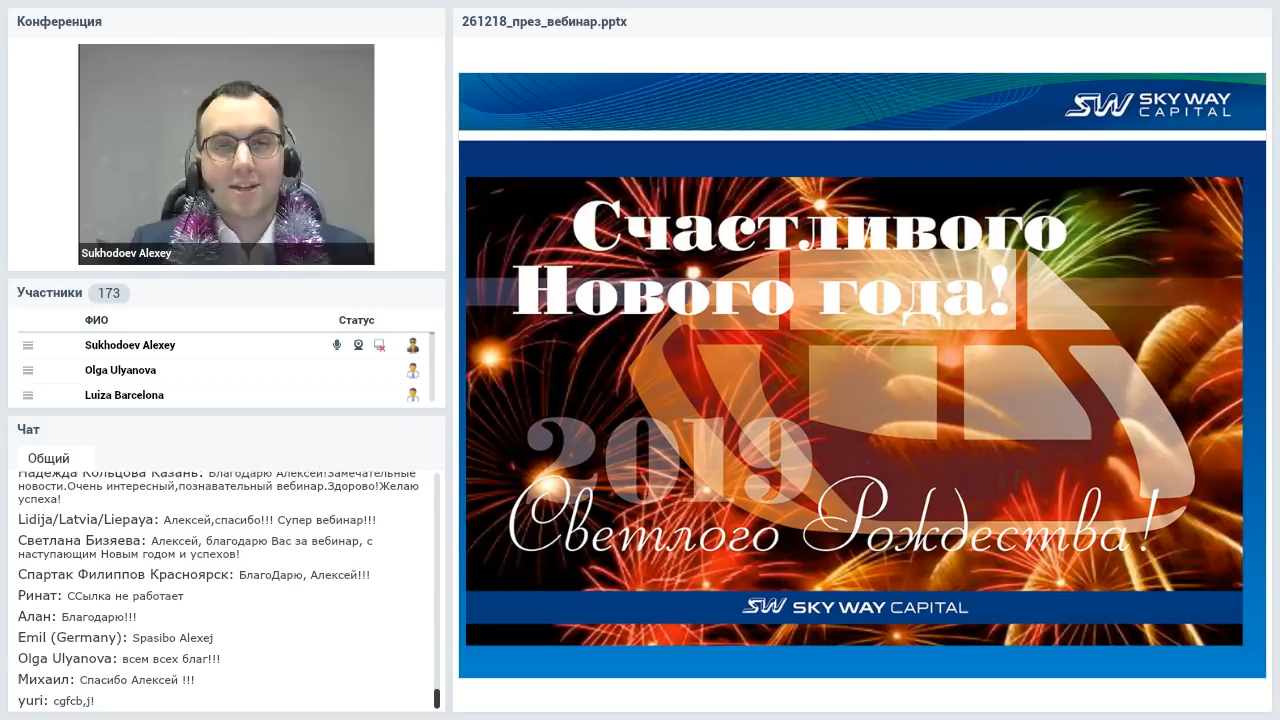 Конференция
Sukhodoev Alexey
Участники 173
ФИО Статус
Sukhodoev Alexey
Olga Ulyanova
Luiza Barcelona
Чат
Общий
Надежда Кольцова Казань: БлагоДарю Алексей!Замечательные
новости.Очень интересный,познавательный вебинар.Здорово!Желаю
успеха!
Lidija/Latvia/Liepaya: Алексей,спасибо!!! Супер вебинар!!!
Светлана Бизяева: Алексей, благодарю Вас за вебинар, с
наступающим Новым годом и успехов!
Спартак Филиппов Красноярск: БлагоДарю, Алексей!!!
Ринат: ССылка не работает
Алан: Благодарю!!!
Emil (Germany): Spasibo Alexej
Olga Ulyanova: всем всех благ!!!
Михаил: Спасибо Алексей !!!
yuri: cgfcb,j!
261218_през_вебинар.pptx
SW SKY WAY
CAPITAL
Счастливого
Нового года!
2019
Светлого Рождества!
SW SKY WAY CAPITAL